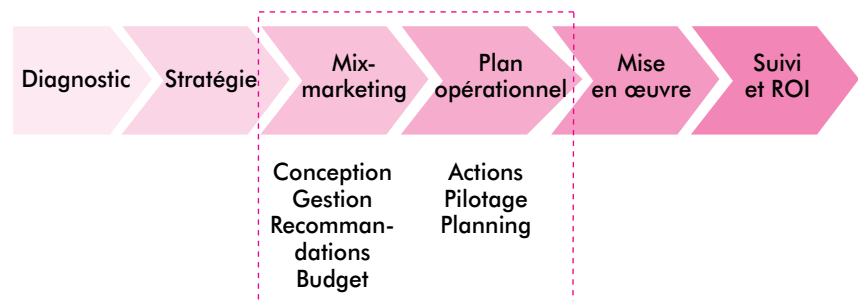 Diagnostic
Stratégie
Mix-
marketing
Plan
opérationnel
Mise
en œuvre
Suivi
et ROI
Conception
Gestion
Recomman-
dations
Budget
Actions
Pilotage
Planning